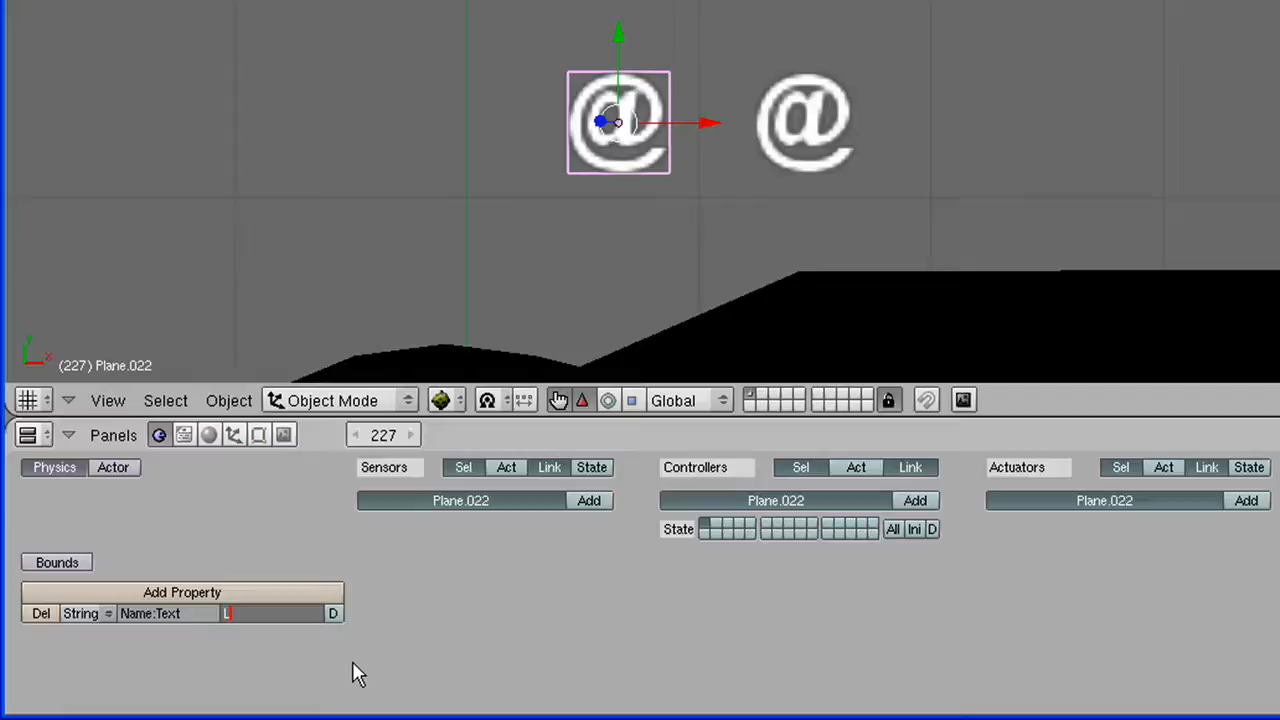 @ @
(227) Plane.022
View Select Object Object Mode Global
Panels 227
Physics Actor Sensors Sel Act Link State Controllers Sel Act Link Actuators Sel Act Link State
Plane.022 Add Plane.022 Add Plane.022 Add
State All Ini D
Bounds
Add Property
Del String Name:Text L D